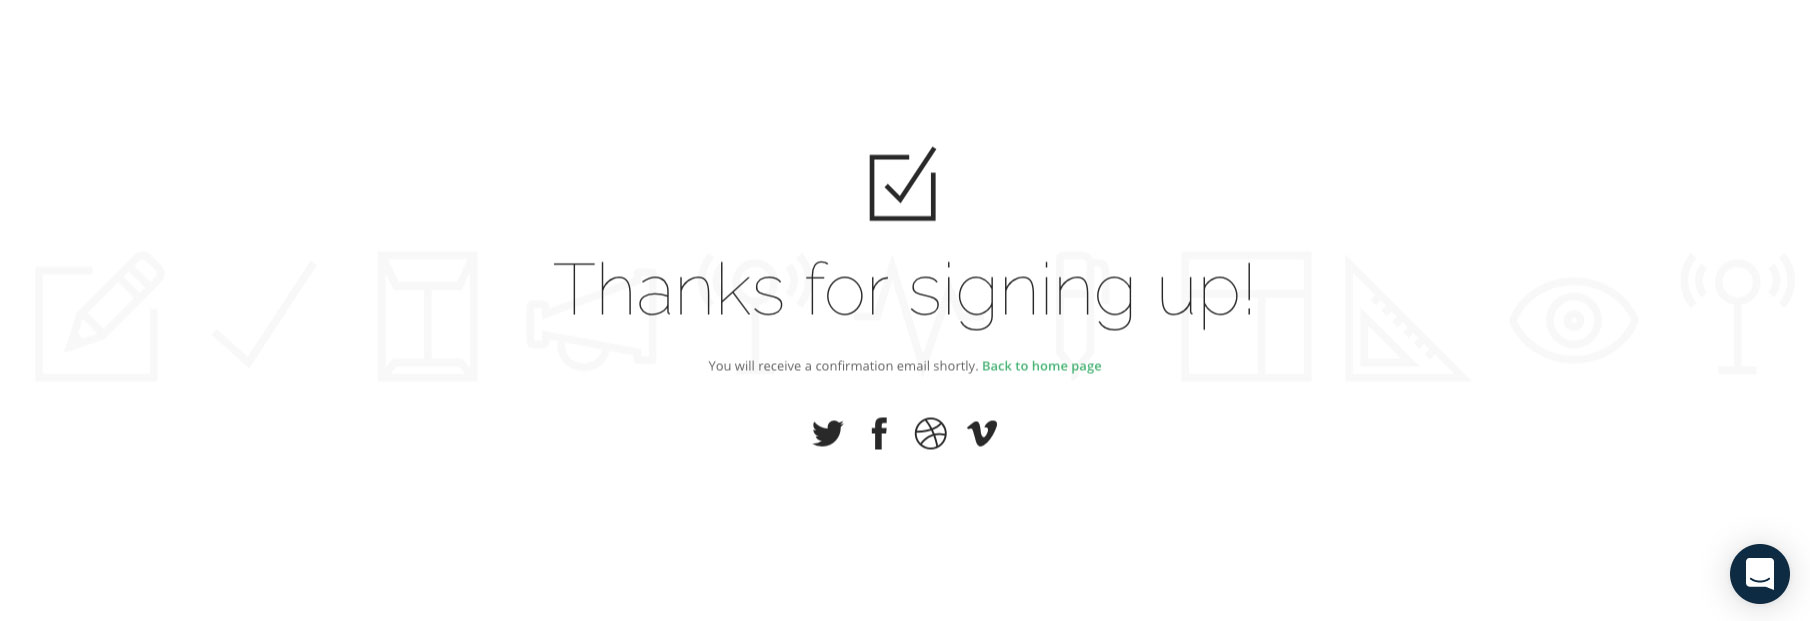 Thanks for signing up!
You will receive a confirmation email shortly. Back to home page